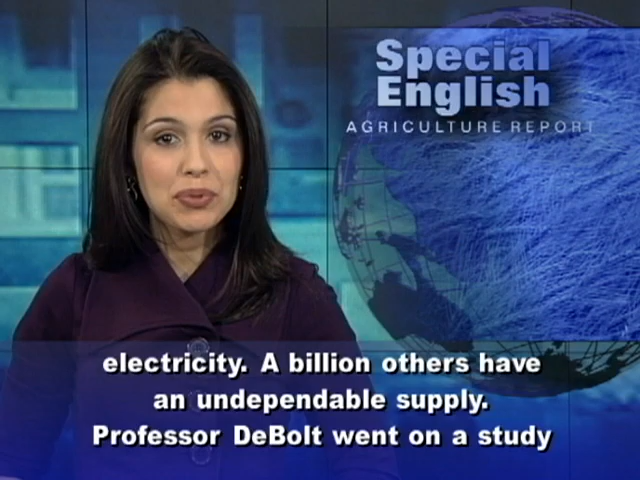 Special
English
AGRICULTURE REPORT
electricity. A billion others have
an undependable supply.
Professor DeBolt went on a study